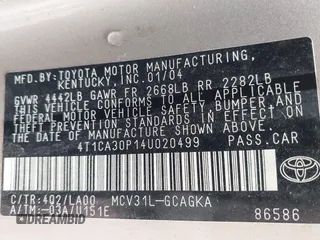 MFD.BY:TOYOTA MOTOR MANUFACTURING,
KENTUCKY,INC.01/04
GVWR 4442LB GAWR FR 2668LB RR 2282LB
THIS VEHICLE CONFORMS TO ALL APPLICABLE
FEDERAL MOTOR VEHICLE SAFETY, BUMPER, AND
THEFT PREVENTION STANDARDS IN EFFECT ON
THE DATE OF MANUFACTURE SHOWN ABOVE.
4T1CA30P14U020499 PASS.CAR
TOYOTA
C/TR:4Q2/LA00 MCV31L-GCAGKA
A/TM:-03A/U151E 86586